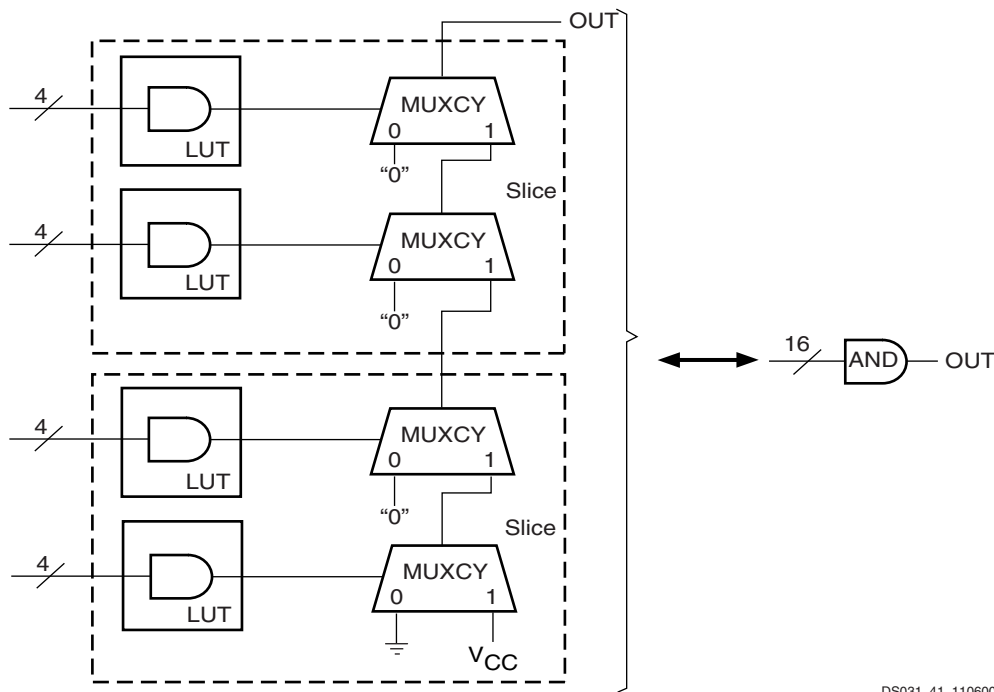 OUT
4
MUXCY
0 1
LUT
“0”
Slice
4
MUXCY
0 1
LUT
“0”
16
AND
OUT
4
MUXCY
0 1
LUT
“0”
Slice
4
MUXCY
0 1
LUT
VCC
DS031_41_110600